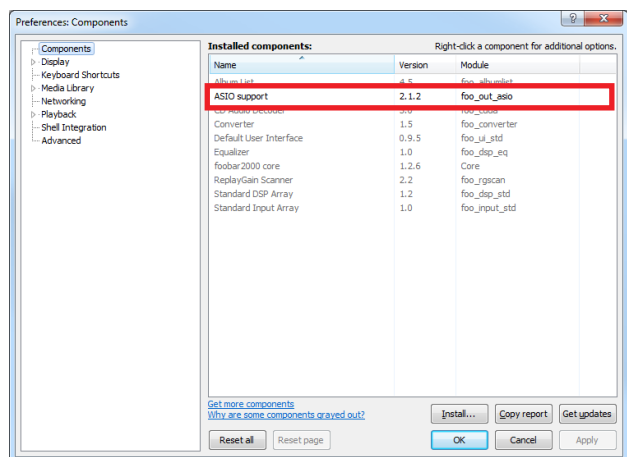 Preferences: Components
Components
Display
Keyboard Shortcuts
Media Library
Networking
Playback
Shell Integration
Advanced
Installed components: Right-click a component for additional options.
Name Version Module
Album List 4.5 foo_albumlist
ASIO support 2.1.2 foo_out_asio
CD Audio Decoder 3.0 foo_cdda
Converter 1.5 foo_converter
Default User Interface 0.9.5 foo_ui_std
Equalizer 1.0 foo_dsp_eq
foobar2000 core 1.2.6 Core
ReplayGain Scanner 2.2 foo_rgscan
Standard DSP Array 1.2 foo_dsp_std
Standard Input Array 1.0 foo_input_std
Get more components
Why are some components grayed out?
Install... Copy report Get updates
Reset all Reset page OK Cancel Apply